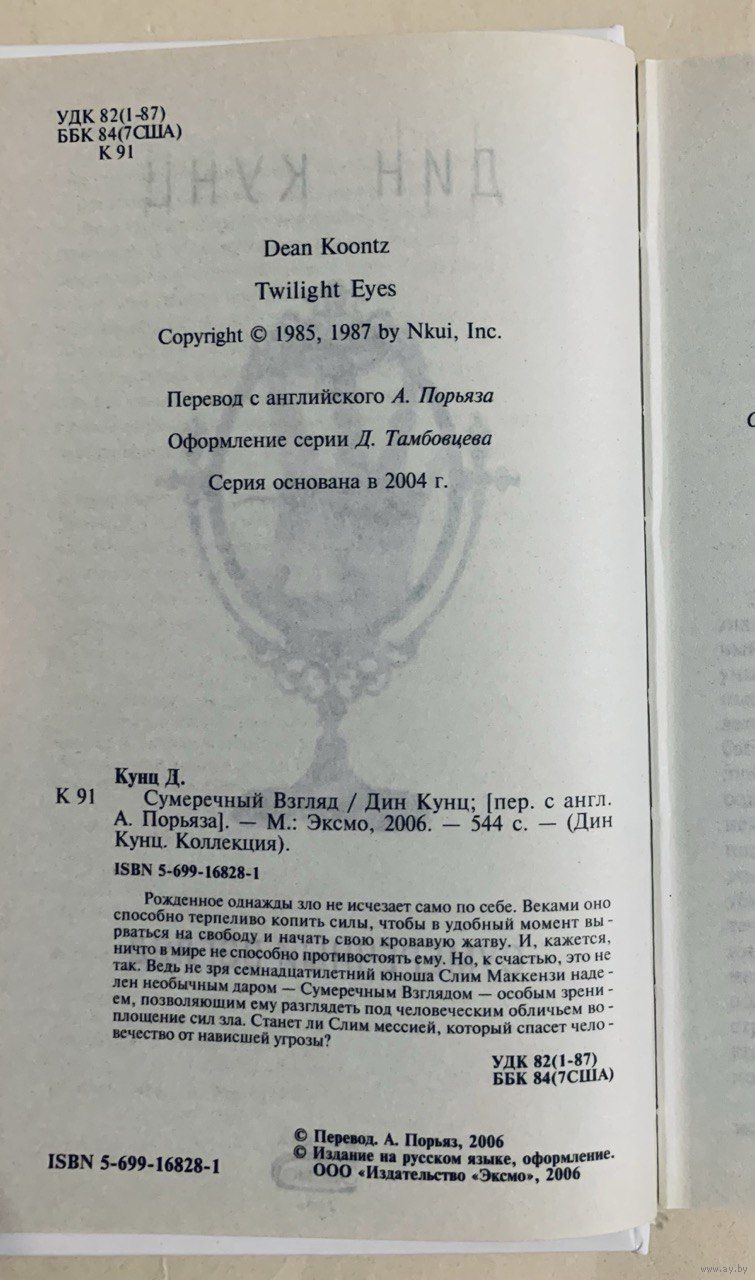 УДК 82(1-87)
ББК 84(7США)
К 91
ДИН КУНЦ
Dean Koontz
Twilight Eyes
Copyright © 1985, 1987 by Nkui, Inc.
Перевод с английского А. Порьяза
Оформление серии Д. Тамбовцева
Серия основана в 2004 г.
Кунц Д.
К 91 Сумеречный Взгляд / Дин Кунц; [пер. с англ.
А. Порьяза]. — М.: Эксмо, 2006. — 544 с. — (Дин
Кунц. Коллекция).
ISBN 5-699-16828-1
Рожденное однажды зло не исчезает само по себе. Веками оно
способно терпеливо копить силы, чтобы в удобный момент вы-
рваться на свободу и начать свою кровавую жатву. И, кажется,
ничто в мире не способно противостоять ему. Но, к счастью, это не
так. Ведь не зря семнадцатилетний юноша Слим Маккензи наде-
лен необычным даром — Сумеречным Взглядом — особым зрени-
ем, позволяющим ему разглядеть под человеческим обличьем во-
площение сил зла. Станет ли Слим мессией, который спасет чело-
вечество от нависшей угрозы?
УДК 82(1-87)
ББК 84(7США)
© Перевод. А. Порьяз, 2006
© Издание на русском языке, оформление.
ООО «Издательство «Эксмо», 2006
ISBN 5-699-16828-1
www.ay.by